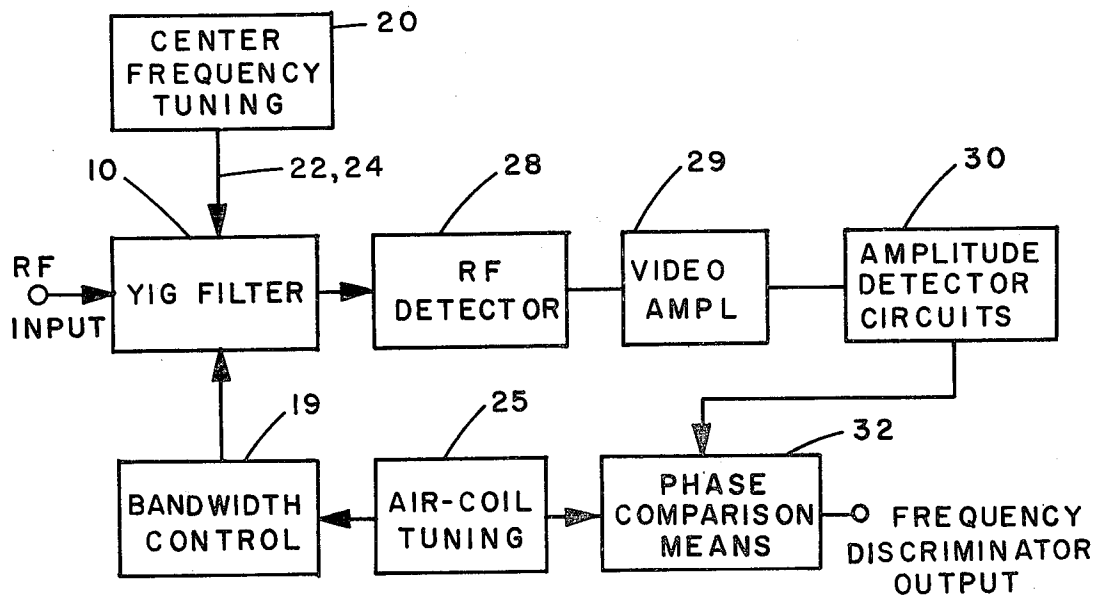 20
CENTER
FREQUENCY
TUNING
10
22,24
28
29
30
RF
INPUT
YIG FILTER
RF
DETECTOR
VIDEO
AMPL
AMPLITUDE
DETECTOR
CIRCUITS
19
25
32
BANDWIDTH
CONTROL
AIR-COIL
TUNING
PHASE
COMPARISON
MEANS
FREQUENCY
DISCRIMINATOR
OUTPUT